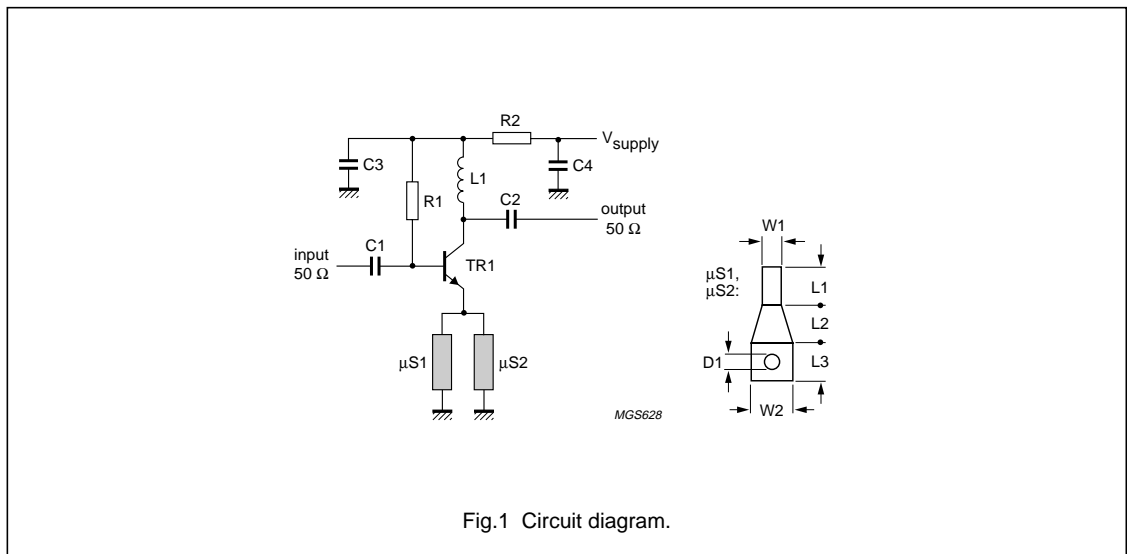 R2
V supply
C3
C4
L1
R1
C2
output
50 Ω
W1
C1
input
50 Ω
TR1
µS1,
µS2:
L1
L2
D1
L3
µS1
µS2
W2
MGS628
Fig.1 Circuit diagram.